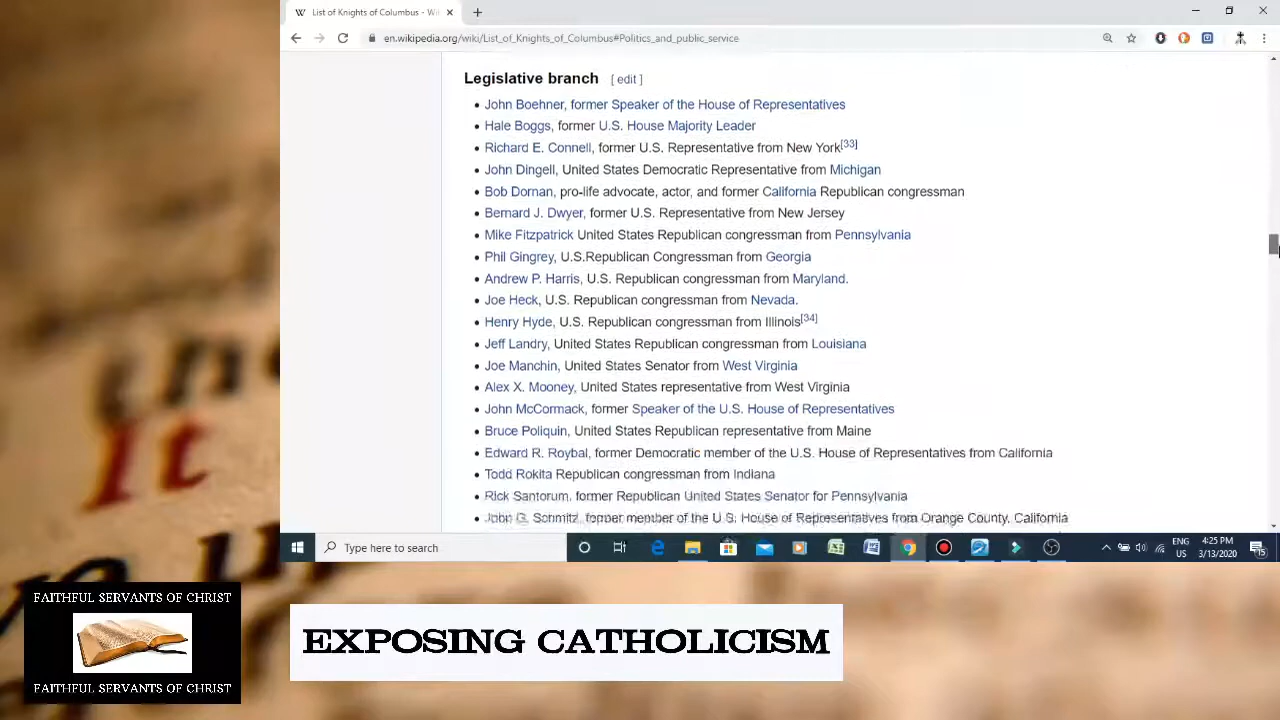 List of Knights of Columbus - Wi
en.wikipedia.org/wiki/List_of_Knights_of_Columbus#Politics_and_public_service
Legislative branch [ edit ]
• John Boehner, former Speaker of the House of Representatives
• Hale Boggs, former U.S. House Majority Leader
• Richard E. Connell, former U.S. Representative from New York[33]
• John Dingell, United States Democratic Representative from Michigan
• Bob Dornan, pro-life advocate, actor, and former California Republican congressman
• Bernard J. Dwyer, former U.S. Representative from New Jersey
• Mike Fitzpatrick United States Republican congressman from Pennsylvania
• Phil Gingrey, U.S.Republican Congressman from Georgia
• Andrew P. Harris, U.S. Republican congressman from Maryland.
• Joe Heck, U.S. Republican congressman from Nevada.
• Henry Hyde, U.S. Republican congressman from Illinois[34]
• Jeff Landry, United States Republican congressman from Louisiana
• Joe Manchin, United States Senator from West Virginia
• Alex X. Mooney, United States representative from West Virginia
• John McCormack, former Speaker of the U.S. House of Representatives
• Bruce Poliquin, United States Republican representative from Maine
• Edward R. Roybal, former Democratic member of the U.S. House of Representatives from California
• Todd Rokita Republican congressman from Indiana
• Rick Santorum, former Republican United States Senator for Pennsylvania
• John G. Schmitz, former member of the U.S. House of Representatives from Orange County, California
It
Type here to search
ENG
US
4:25 PM
3/13/2020
15
FAITHFUL SERVANTS OF CHRIST
FAITHFUL SERVANTS OF CHRIST
EXPOSING CATHOLICISM